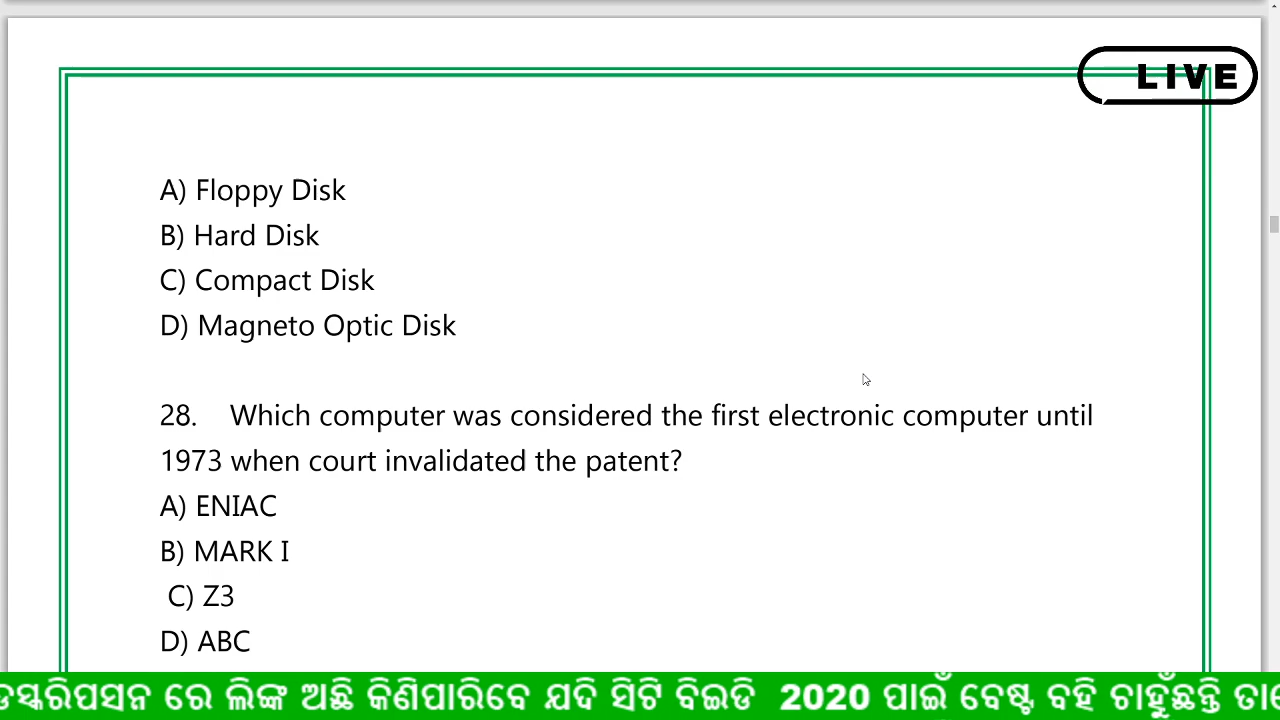 LIVE
A) Floppy Disk
B) Hard Disk
C) Compact Disk
D) Magneto Optic Disk
28. Which computer was considered the first electronic computer until
1973 when court invalidated the patent?
A) ENIAC
B) MARK I
C) Z3
D) ABC
ରେ ଲିଙ୍କ ଅଛି କିଣିପାରିବେ ଯଦି ସିଟି ବିଇଡି 2020 ପାଇଁ ବେଷ୍ଟ ବହି ଚାହୁଁଛନ୍ତି